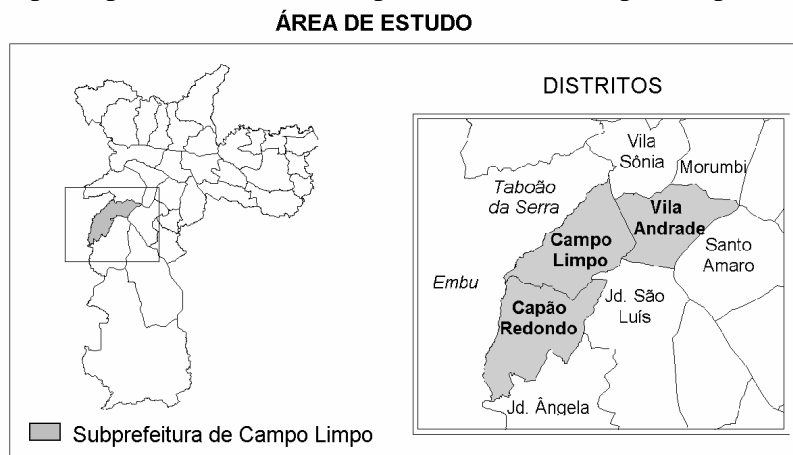 ÁREA DE ESTUDO
DISTRITOS
Vila
Sônia
Morumbi
Taboão
da Serra
Vila
Andrade
Campo
Limpo
Santo
Amaro
Embu
Capão
Redondo
Jd. São
Luís
Jd. Ângela
Subprefeitura de Campo Limpo